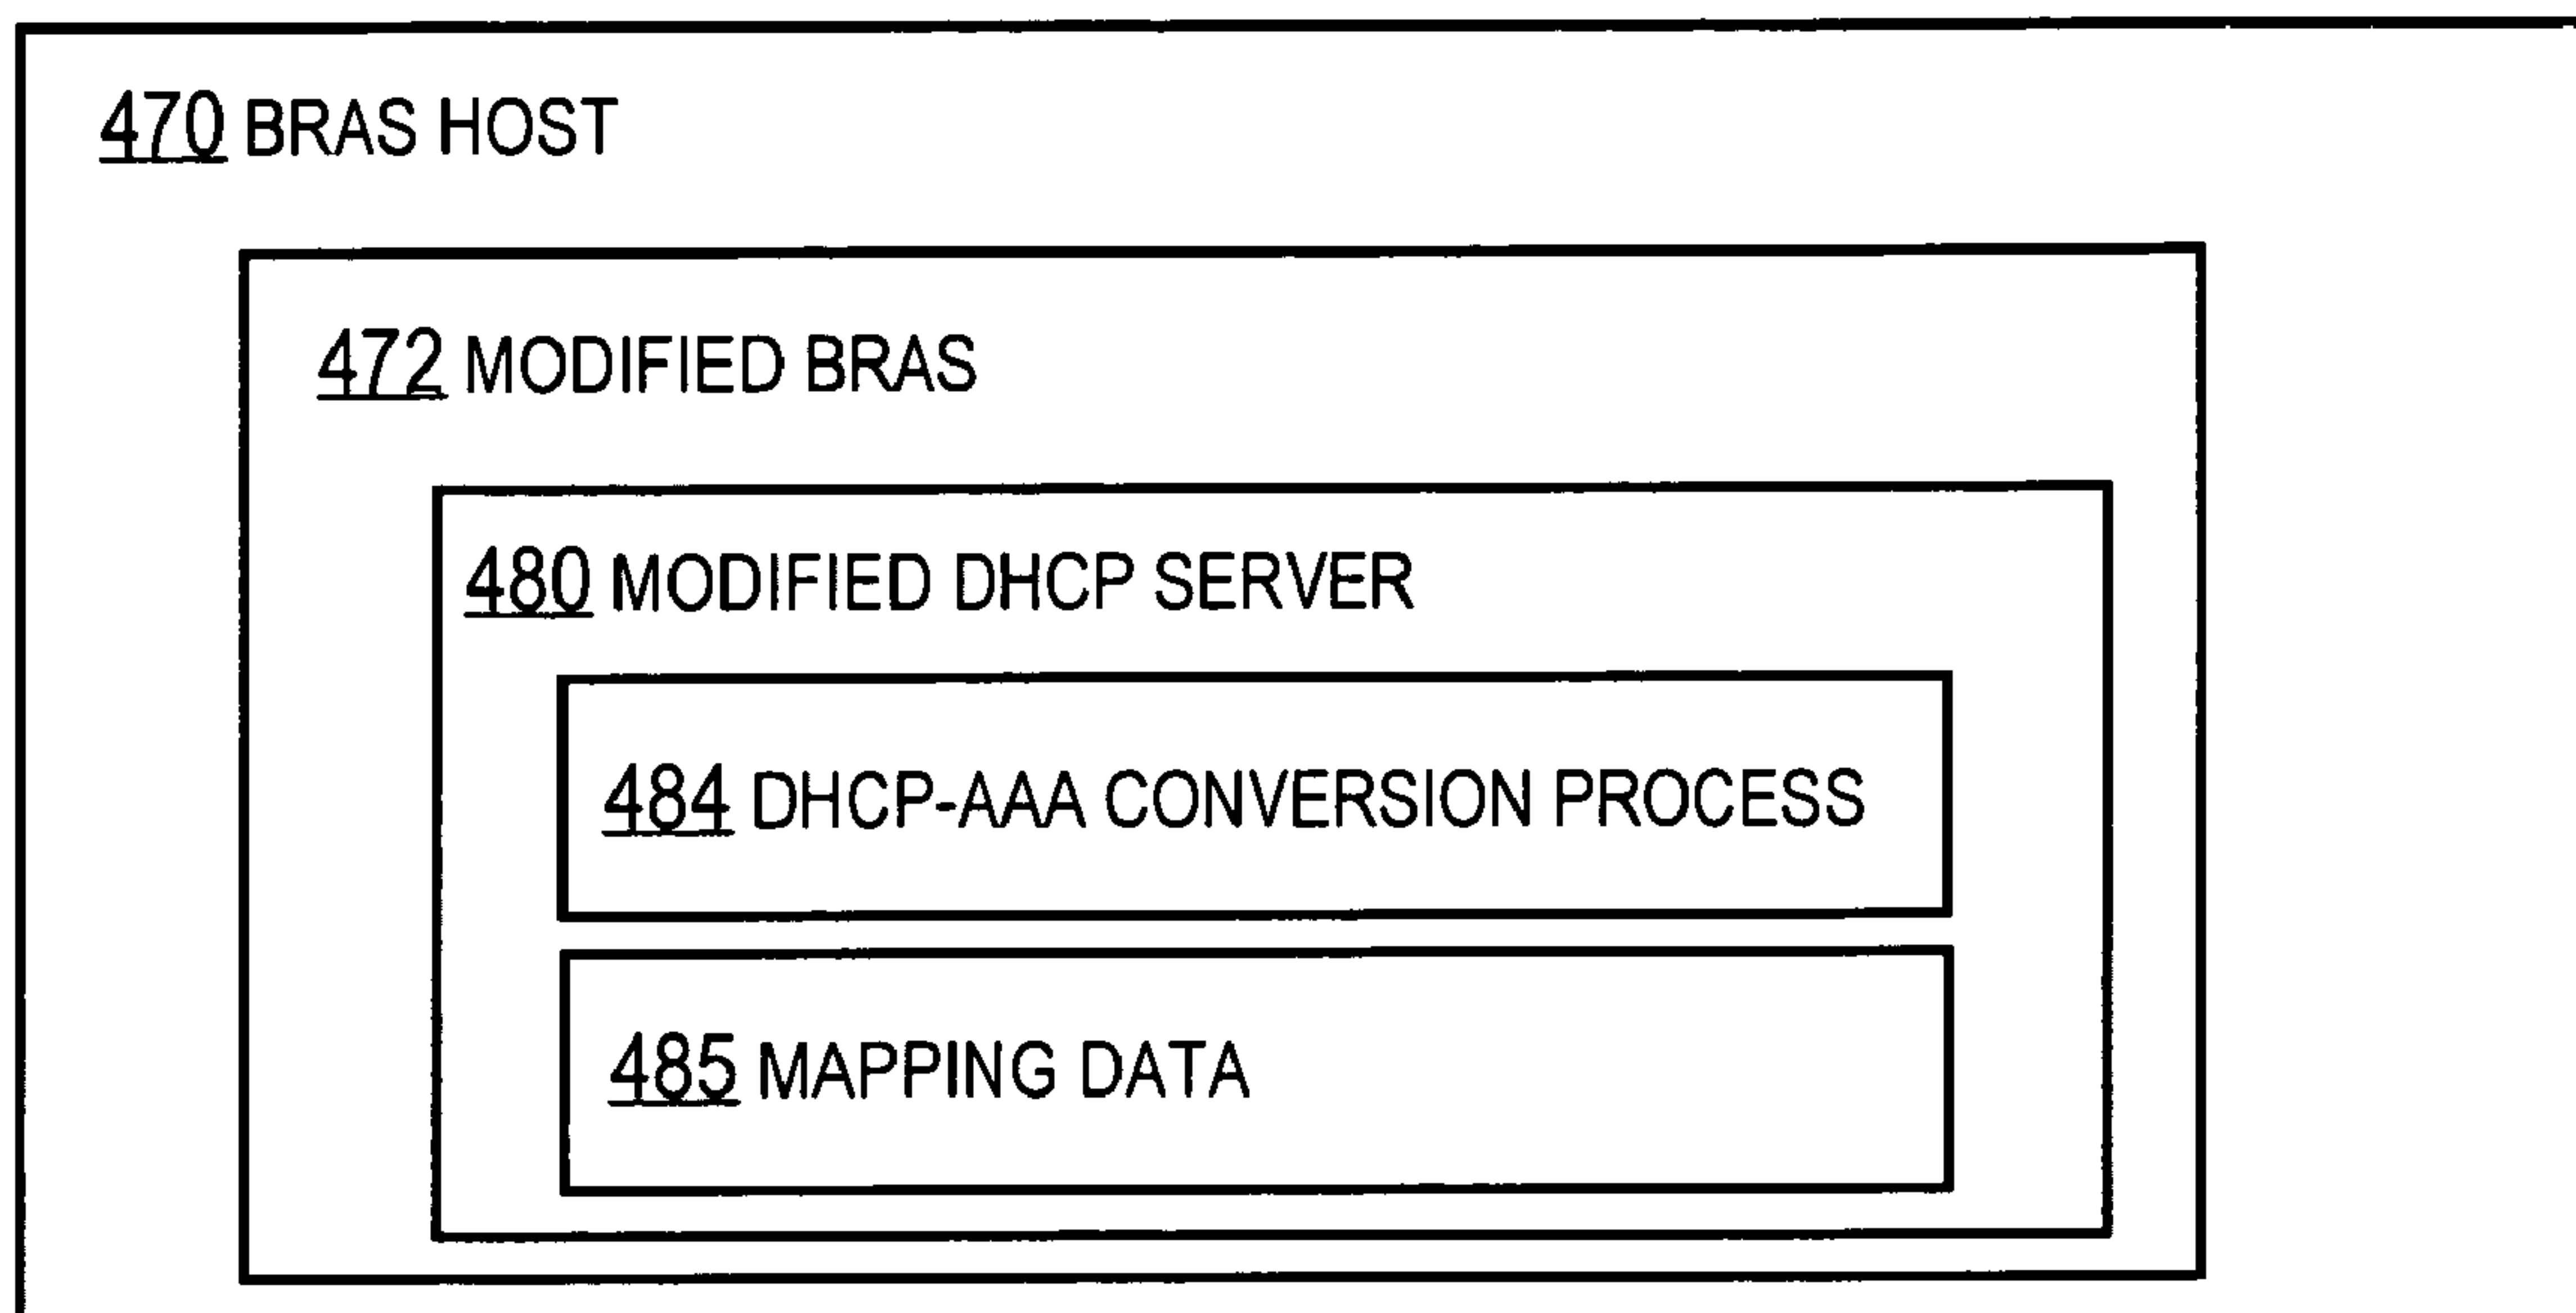 470 BRAS HOST
472 MODIFIED BRAS
480 MODIFIED DHCP SERVER
484 DHCP-AAA CONVERSION PROCESS
485 MAPPING DATA